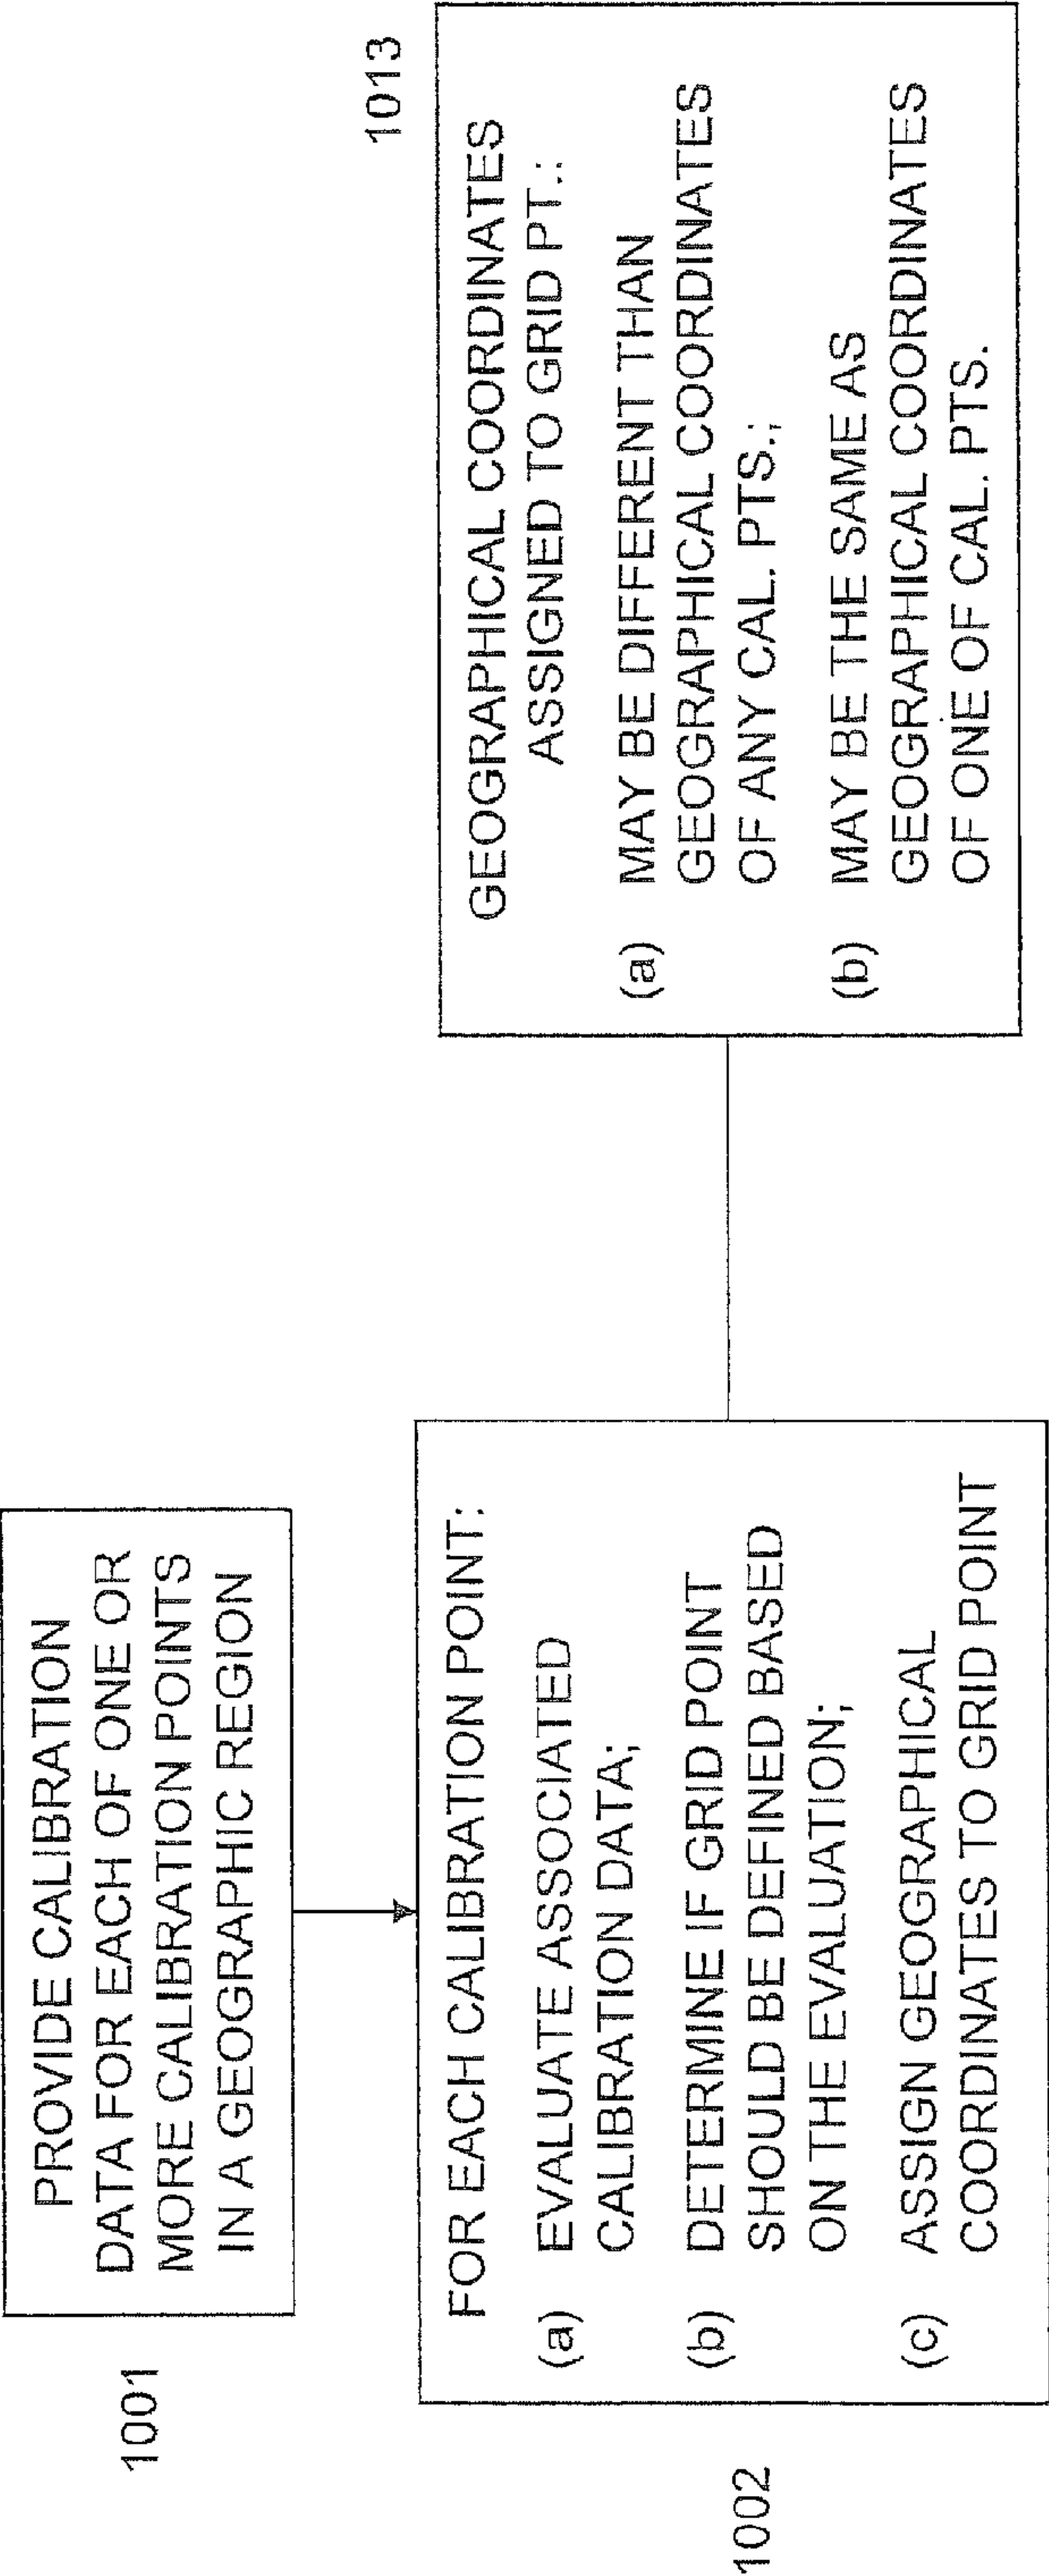 1001
PROVIDE CALIBRATION
DATA FOR EACH OF ONE OR
MORE CALIBRATION POINTS
IN A GEOGRAPHIC REGION
1002
FOR EACH CALIBRATION POINT:
(a) EVALUATE ASSOCIATED
CALIBRATION DATA;
(b) DETERMINE IF GRID POINT
SHOULD BE DEFINED BASED
ON THE EVALUATION;
(c) ASSIGN GEOGRAPHICAL
COORDINATES TO GRID POINT
1013
GEOGRAPHICAL COORDINATES
ASSIGNED TO GRID PT.:
(a) MAY BE DIFFERENT THAN
GEOGRAPHICAL COORDINATES
OF ANY CAL. PTS.;
(b) MAY BE THE SAME AS
GEOGRAPHICAL COORDINATES
OF ONE OF CAL. PTS.